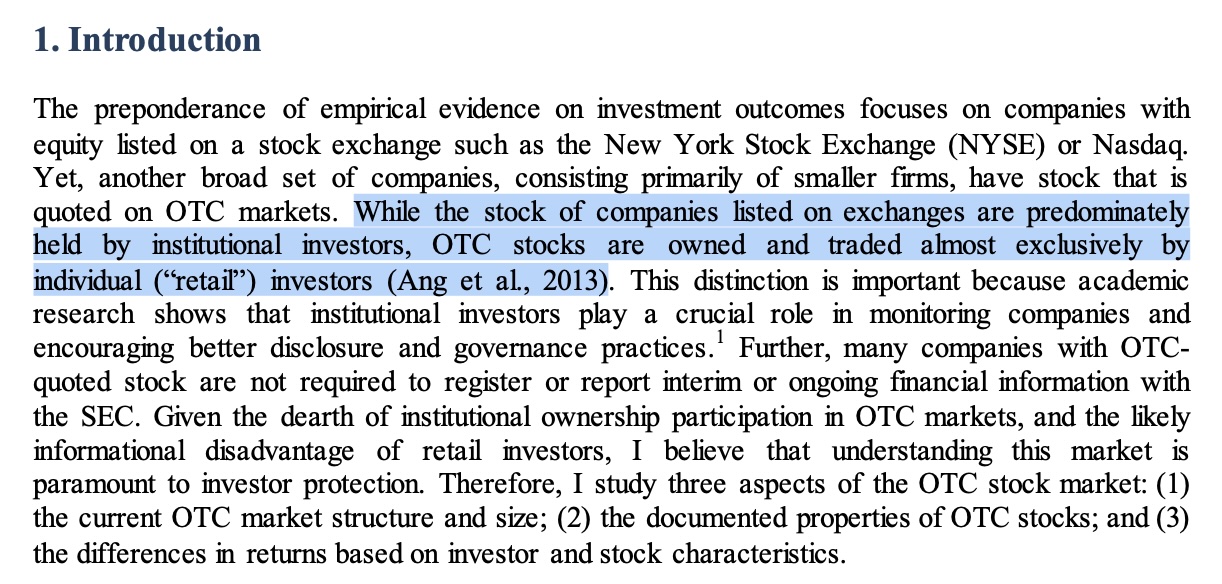 1. Introduction
The preponderance of empirical evidence on investment outcomes focuses on companies with
equity listed on a stock exchange such as the New York Stock Exchange (NYSE) or Nasdaq.
Yet, another broad set of companies, consisting primarily of smaller firms, have stock that is
quoted on OTC markets. While the stock of companies listed on exchanges are predominately
held by institutional investors, OTC stocks are owned and traded almost exclusively by
individual (“retail”) investors (Ang et al., 2013). This distinction is important because academic
research shows that institutional investors play a crucial role in monitoring companies and
encouraging better disclosure and governance practices.1 Further, many companies with OTC-
quoted stock are not required to register or report interim or ongoing financial information with
the SEC. Given the dearth of institutional ownership participation in OTC markets, and the likely
informational disadvantage of retail investors, I believe that understanding this market is
paramount to investor protection. Therefore, I study three aspects of the OTC stock market: (1)
the current OTC market structure and size; (2) the documented properties of OTC stocks; and (3)
the differences in returns based on investor and stock characteristics.